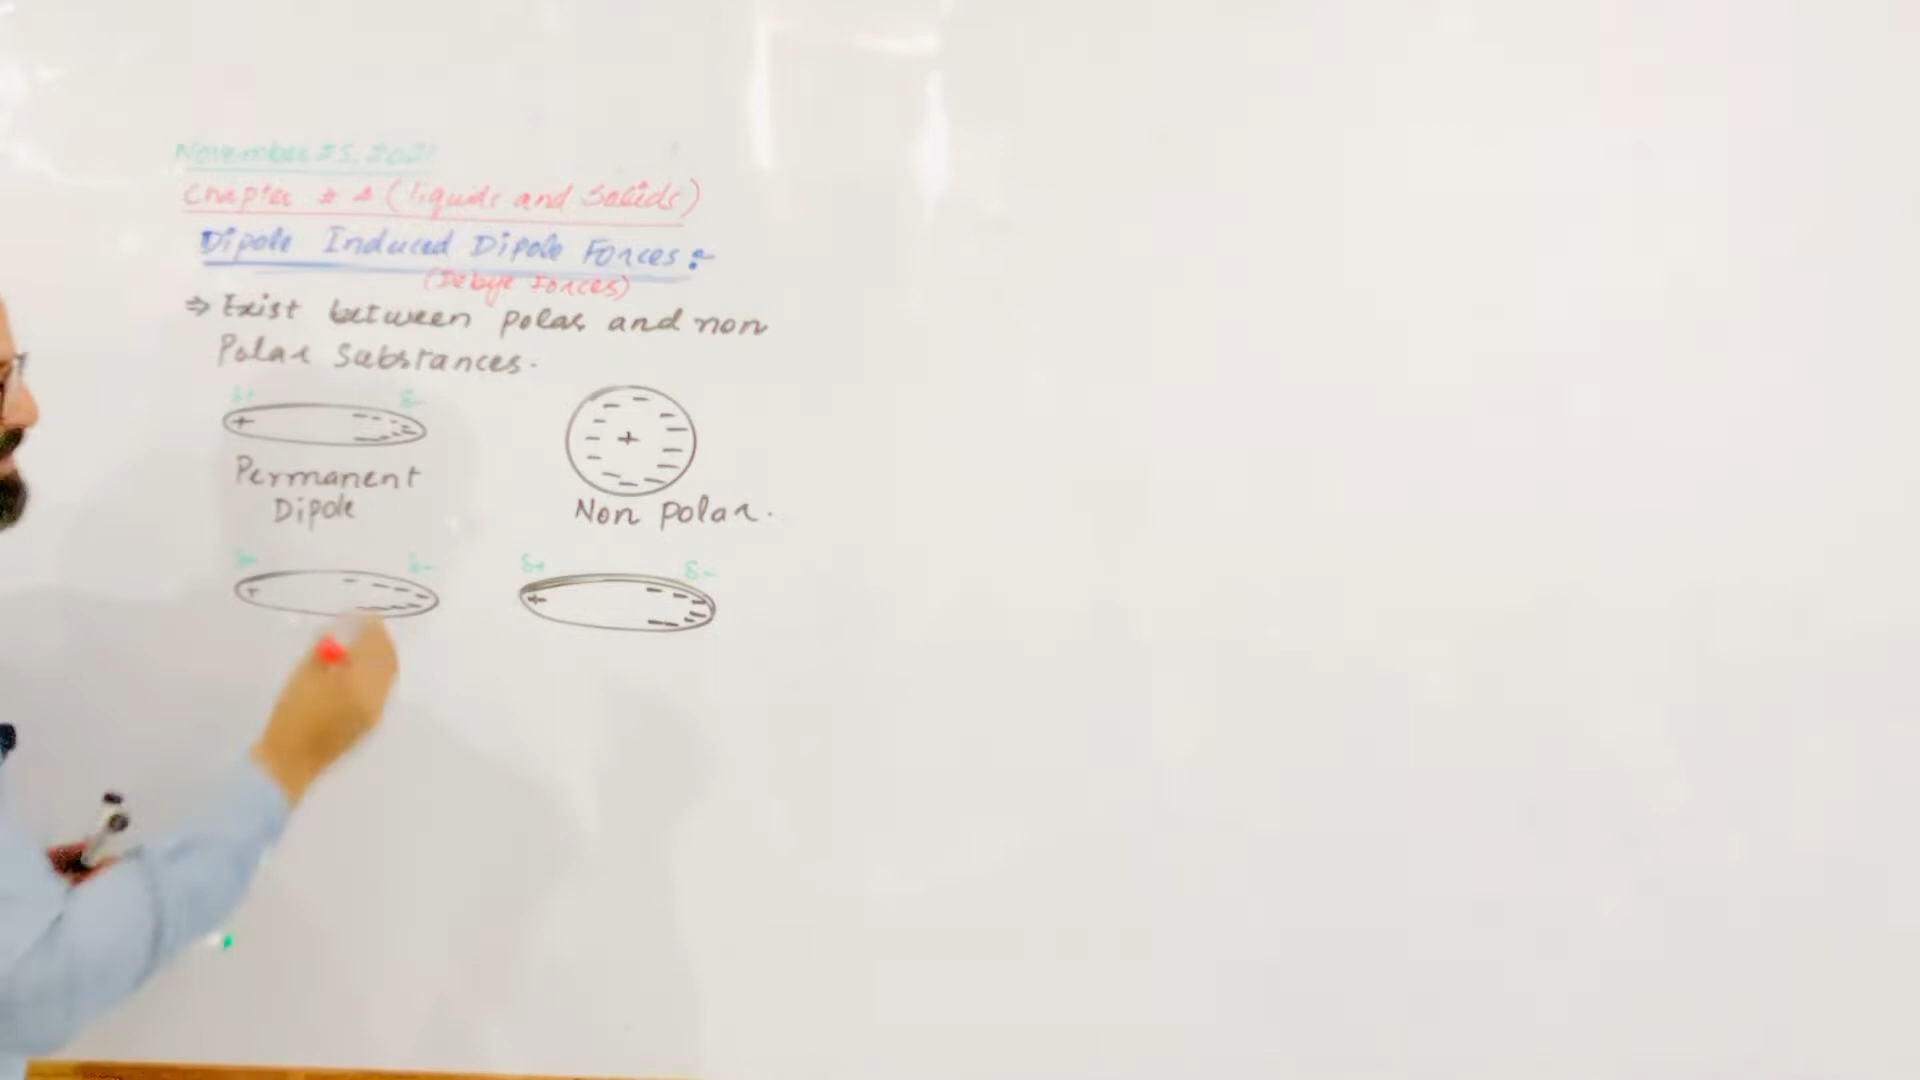 November 25, 2021
Chapter # 4 (liquids and Solids)
Dipole Induced Dipole Forces:-
(Debye Forces)
⇒ Exist between polar and non
Polar Substances.
δ+ δ-
+
+
Permanent
Dipole
Non Polar.
δ+ δ- δ+ δ-
+ +